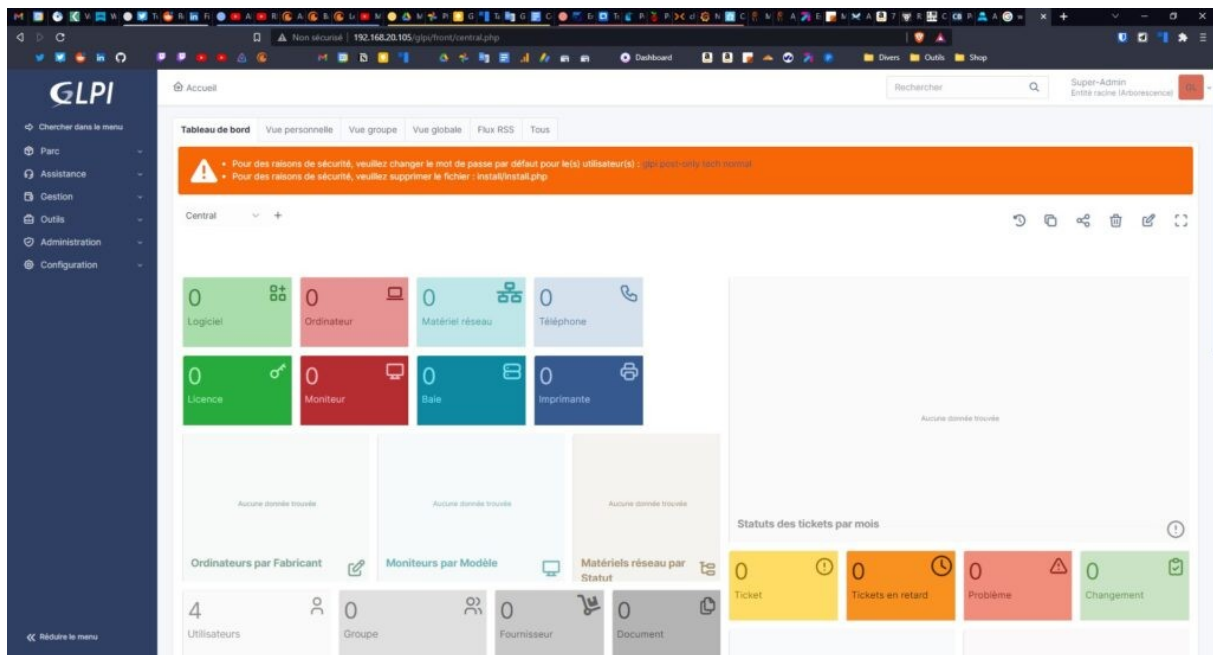 Non sécurisé | 192.168.20.105/glpi/front/central.php
Dashboard
Divers
Outils
Shop
GLPI
Accueil
Rechercher
Super-Admin
Entité racine (Arborescence)
GL
Chercher dans le menu
Parc
Assistance
Gestion
Outils
Administration
Configuration
Tableau de bord Vue personnelle Vue groupe Vue globale Flux RSS Tous
Pour des raisons de sécurité, veuillez changer le mot de passe par défaut pour le(s) utilisateur(s) : glpi post-only tech normal
Pour des raisons de sécurité, veuillez supprimer le fichier : install/install.php
Central
0
Logiciel
0
Ordinateur
0
Matériel réseau
0
Téléphone
0
Licence
0
Moniteur
0
Baie
0
Imprimante
Aucune donnée trouvée
Ordinateurs par Fabricant
Aucune donnée trouvée
Moniteurs par Modèle
Aucune donnée trouvée
Matériels réseau par
Statut
Aucune donnée trouvée
Statuts des tickets par mois
4
Utilisateurs
0
Groupe
0
Fournisseur
0
Document
0
Ticket
0
Tickets en retard
0
Problème
0
Changement
Réduire le menu